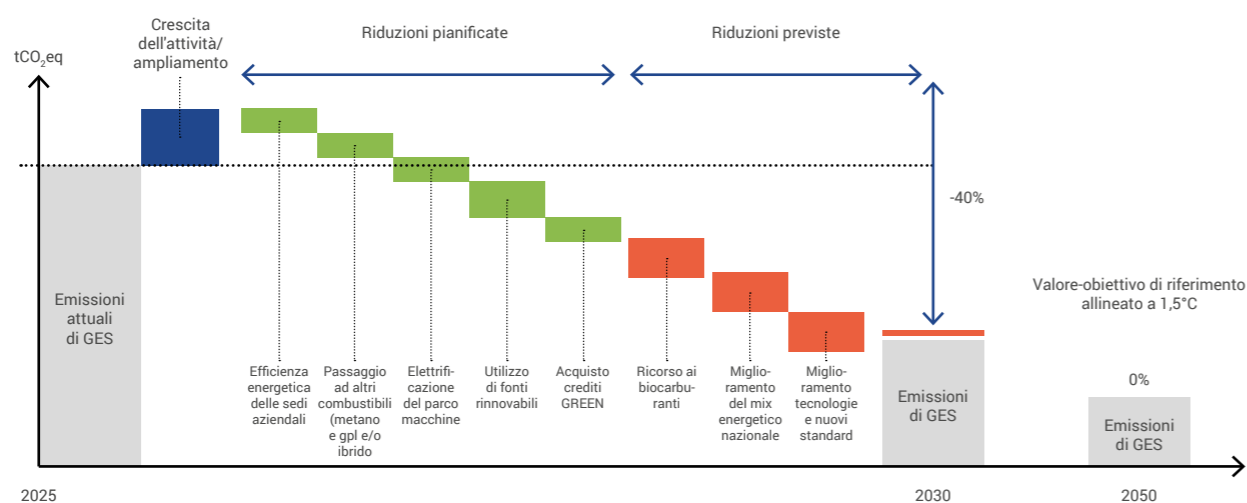 Crescita
dell'attività/
ampliamento
Riduzioni pianificate
Riduzioni previste
tCO₂eq
-40%
Emissioni
attuali
di GES
Valore-obiettivo di riferimento
allineato a 1,5°C
Efficienza
energetica
delle sedi
aziendali
Passaggio
ad altri
combustibili
(metano
e gpl e/o
ibrido
Elettrifi-
cazione
del parco
macchine
Utilizzo
di fonti
rinnovabili
Acquisto
crediti
GREEN
Ricorso ai
biocarbu-
ranti
Miglio-
ramento
del mix
energetico
nazionale
Miglio-
ramento
tecnologie
e nuovi
standard
Emissioni
di GES
0%
Emissioni
di GES
2025
2030
2050